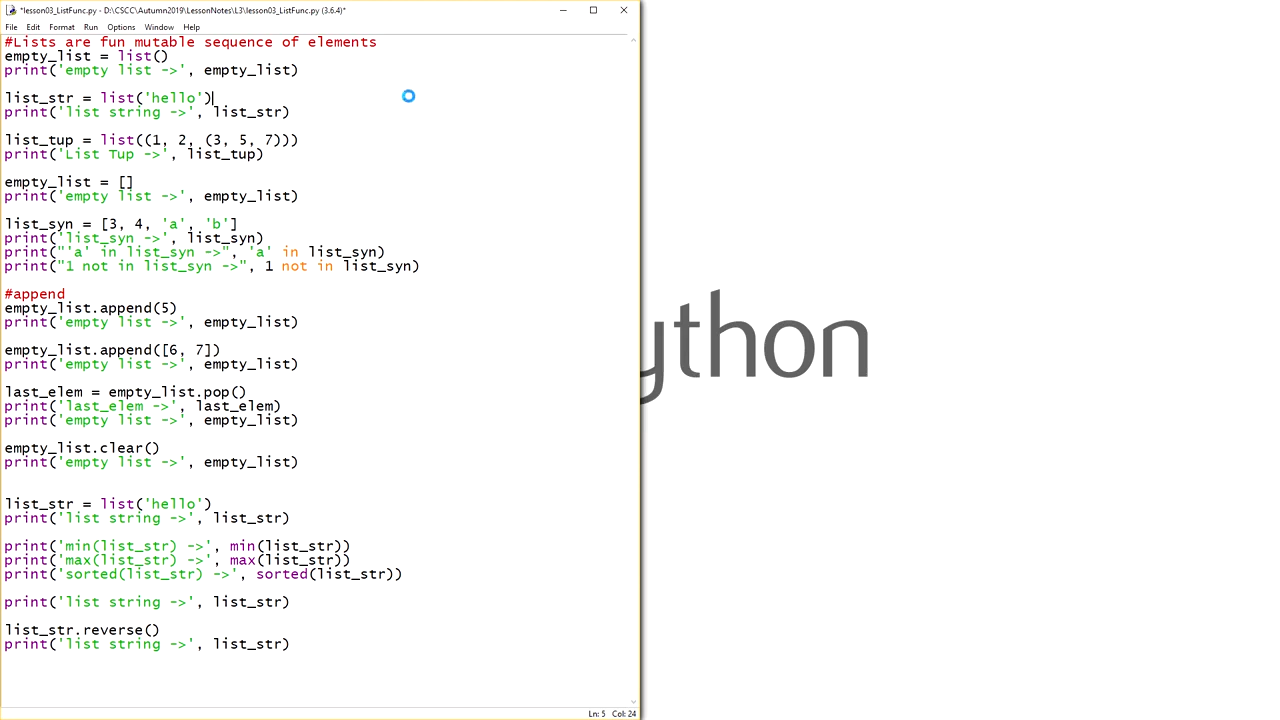 *lesson03_ListFunc.py - D:\CSCC\Autumn2019\LessonNotes\L3\lesson03_ListFunc.py (3.6.4)*
File Edit Format Run Options Window Help
#Lists are fun mutable sequence of elements
empty_list = list()
print('empty list ->', empty_list)
list_str = list('hello')
print('list string ->', list_str)
list_tup = list((1, 2, (3, 5, 7)))
print('List Tup ->', list_tup)
empty_list = []
print('empty list ->', empty_list)
list_syn = [3, 4, 'a', 'b']
print('list_syn ->', list_syn)
print("'a' in list_syn ->", 'a' in list_syn)
print("1 not in list_syn ->", 1 not in list_syn)
#append
empty_list.append(5)
print('empty list ->', empty_list)
empty_list.append([6, 7])
print('empty list ->', empty_list)
last_elem = empty_list.pop()
print('last_elem ->', last_elem)
print('empty list ->', empty_list)
empty_list.clear()
print('empty list ->', empty_list)
list_str = list('hello')
print('list string ->', list_str)
print('min(list_str) ->', min(list_str))
print('max(list_str) ->', max(list_str))
print('sorted(list_str) ->', sorted(list_str))
print('list string ->', list_str)
list_str.reverse()
print('list string ->', list_str)
Ln: 5 Col: 24
ython